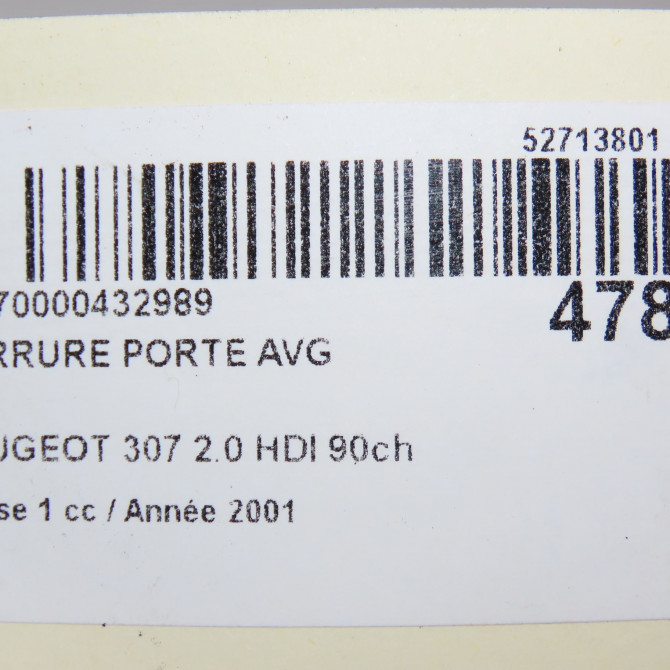 52713801
70000432989
478
RRURE PORTE AVG
UGEOT 307 2.0 HDI 90ch
se 1 cc / Année 2001